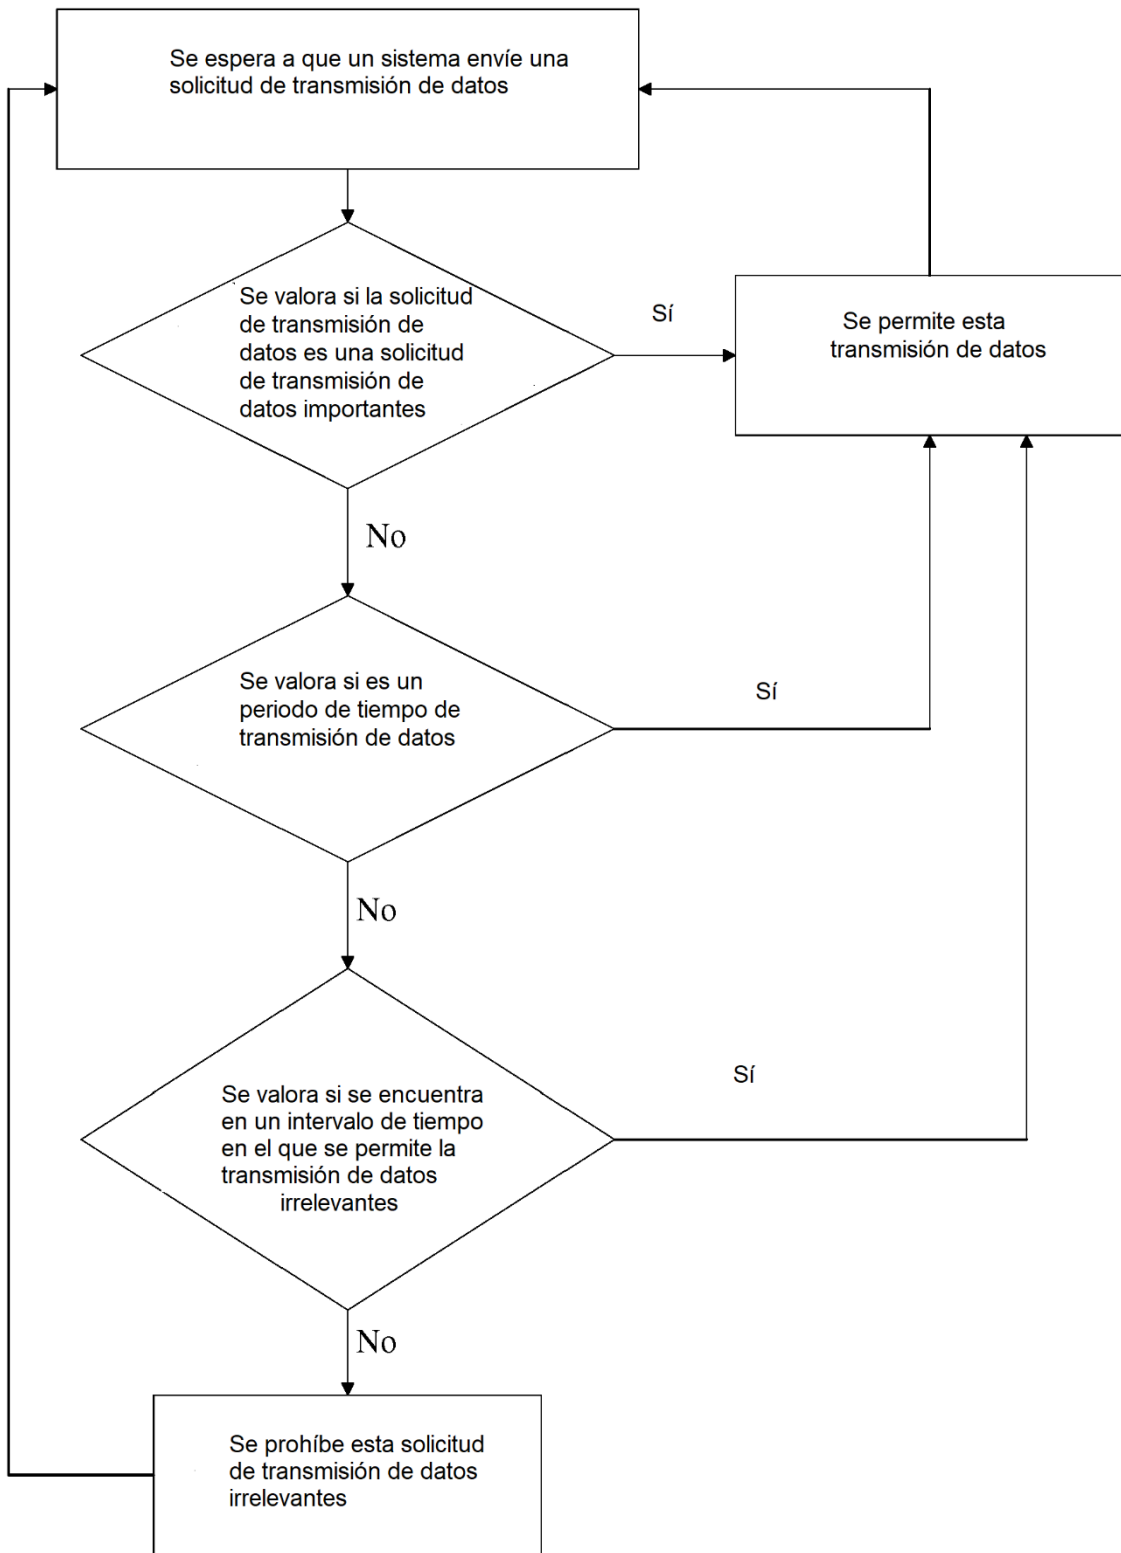 Se espera a que un sistema envíe una
solicitud de transmisión de datos
Se valora si la solicitud
de transmisión de
datos es una solicitud
de transmisión de
datos importantes
Sí
Se permite esta
transmisión de datos
No
Se valora si es un
periodo de tiempo de
transmisión de datos
Sí
No
Se valora si se encuentra
en un intervalo de tiempo
en el que se permite la
transmisión de datos
irrelevantes
Sí
No
Se prohíbe esta solicitud
de transmisión de datos
irrelevantes